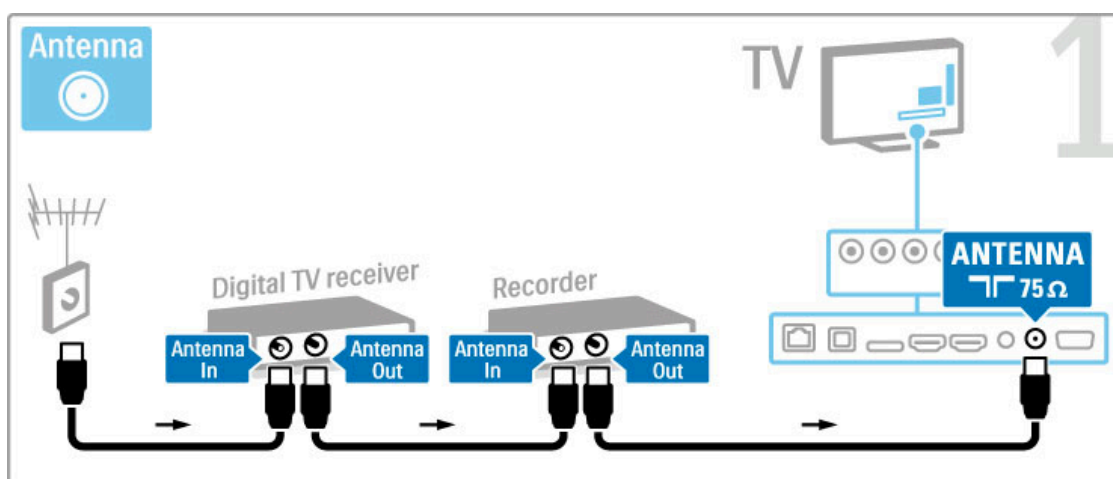 Antenna
TV
1
Digital TV receiver
Recorder
Antenna
In
Antenna
Out
Antenna
In
Antenna
Out
ANTENNA
75 Ω